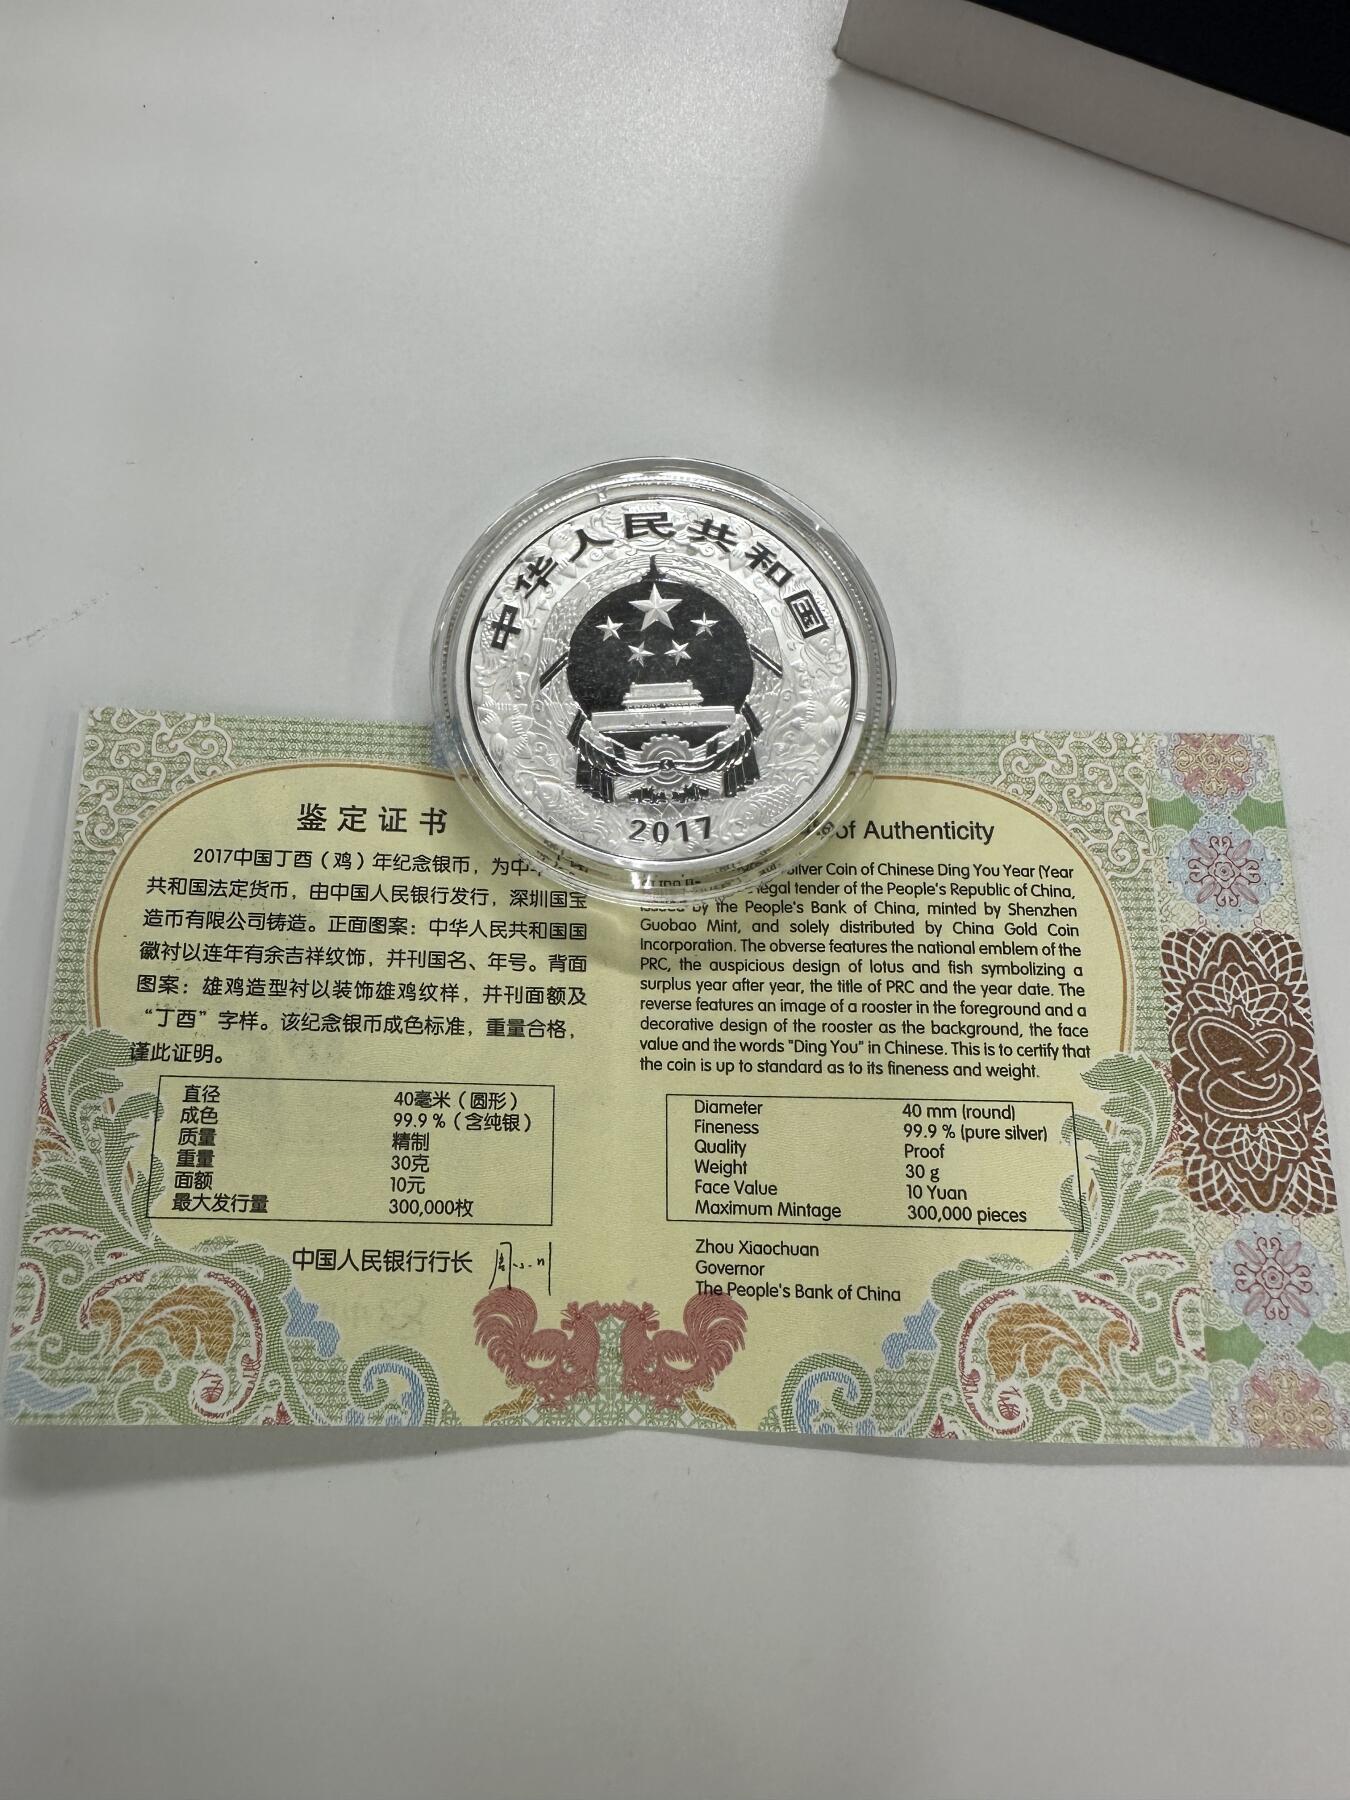 中华人民共和国
2017
鉴定证书
2017中国丁酉（鸡）年纪念银币，为中
共和国法定货币，由中国人民银行发行，深圳国宝
造币有限公司铸造。正面图案：中华人民共和国国
徽衬以连年有余吉祥纹饰，并刊国名、年号。背面
图案：雄鸡造型衬以装饰雄鸡纹样，并刊面额及
“丁酉”字样。该纪念银币成色标准，重量合格，
谨此证明。
直径 40毫米（圆形）
成色 99.9％（含纯银）
质量 精制
重量 30克
面额 10元
最大发行量 300,000枚
中国人民银行行长
of Authenticity
Silver Coin of Chinese Ding You Year (Year
legal tender of the People's Republic of China,
issued by the People's Bank of China, minted by Shenzhen
Guobao Mint, and solely distributed by China Gold Coin
Incorporation. The obverse features the national emblem of the
PRC, the auspicious design of lotus and fish symbolizing a
surplus year after year, the title of PRC and the year date. The
reverse features an image of a rooster in the foreground and a
decorative design of the rooster as the background, the face
value and the words "Ding You" in Chinese. This is to certify that
the coin is up to standard as to its fineness and weight.
Diameter 40 mm (round)
Fineness 99.9 % (pure silver)
Quality Proof
Weight 30 g
Face Value 10 Yuan
Maximum Mintage 300,000 pieces
Zhou Xiaochuan
Governor
The People's Bank of China